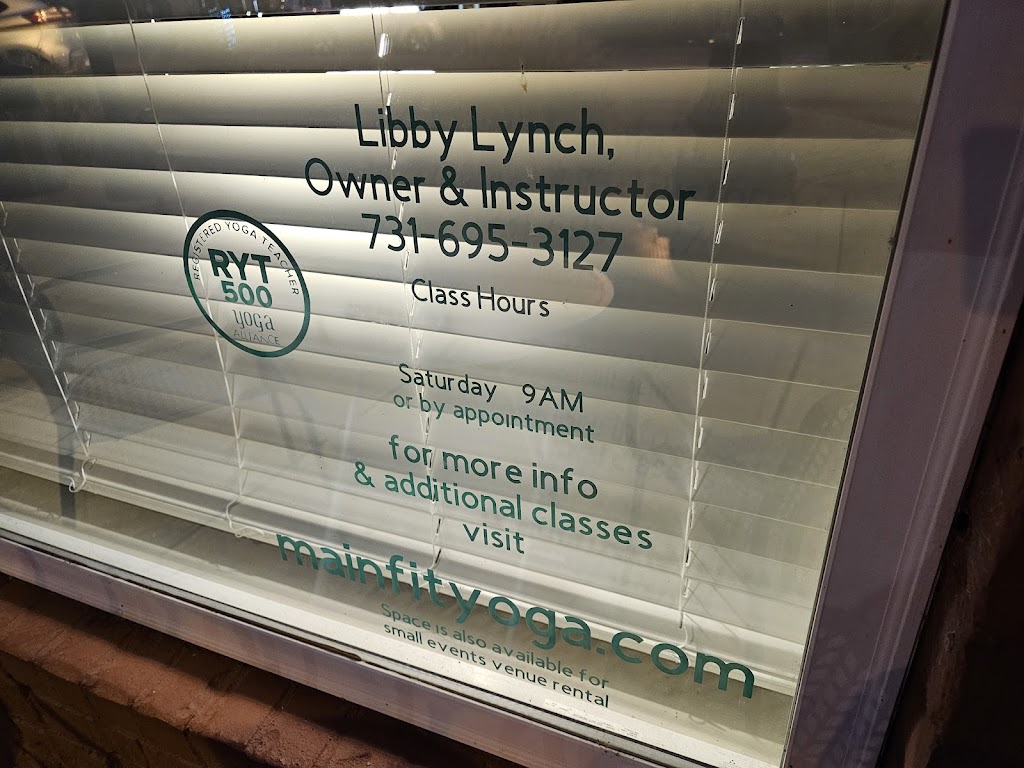 Libby Lynch,
Owner & Instructor
731-695-3127
REGISTERED YOGA TEACHER
RYT
500
yoga
ALLIANCE
Class Hours
Saturday 9AM
or by appointment
for more info
& additional classes
visit
mainfityoga.com
Space is also available for
small events venue rental